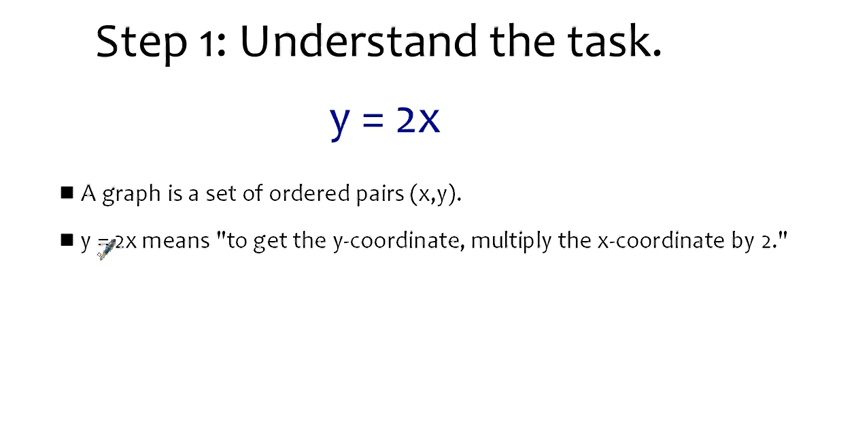 Step 1: Understand the task.
y = 2x
■ A graph is a set of ordered pairs (x,y).
■ y = 2x means "to get the y-coordinate, multiply the x-coordinate by 2."